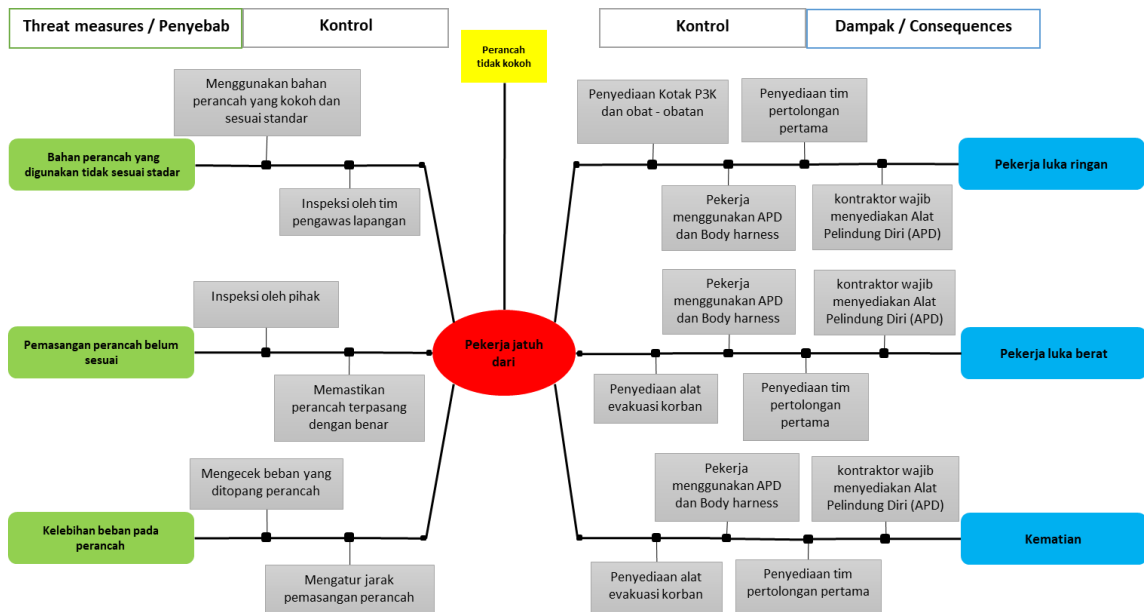 Threat measures / Penyebab
Kontrol
Perancah
tidak kokoh
Kontrol
Dampak / Consequences
Menggunakan bahan
perancah yang kokoh dan
sesuai standar
Bahan perancah yang
digunakan tidak sesuai stadar
Inspeksi oleh tim
pengawas lapangan
Inspeksi oleh pihak
Pemasangan perancah belum
sesuai
Memastikan
perancah terpasang
dengan benar
Mengecek beban yang
ditopang perancah
Kelebihan beban pada
perancah
Mengatur jarak
pemasangan perancah
Pekerja jatuh
dari
Penyediaan Kotak P3K
dan obat - obatan
Penyediaan tim
pertolongan
pertama
Pekerja luka ringan
Pekerja
menggunakan APD
dan Body harness
kontraktor wajib
menyediakan Alat
Pelindung Diri (APD)
Pekerja
menggunakan APD
dan Body harness
kontraktor wajib
menyediakan Alat
Pelindung Diri (APD)
Pekerja luka berat
Penyediaan alat
evakuasi korban
Penyediaan tim
pertolongan
pertama
Pekerja
menggunakan APD
dan Body harness
kontraktor wajib
menyediakan Alat
Pelindung Diri (APD)
Kematian
Penyediaan alat
evakuasi korban
Penyediaan tim
pertolongan pertama